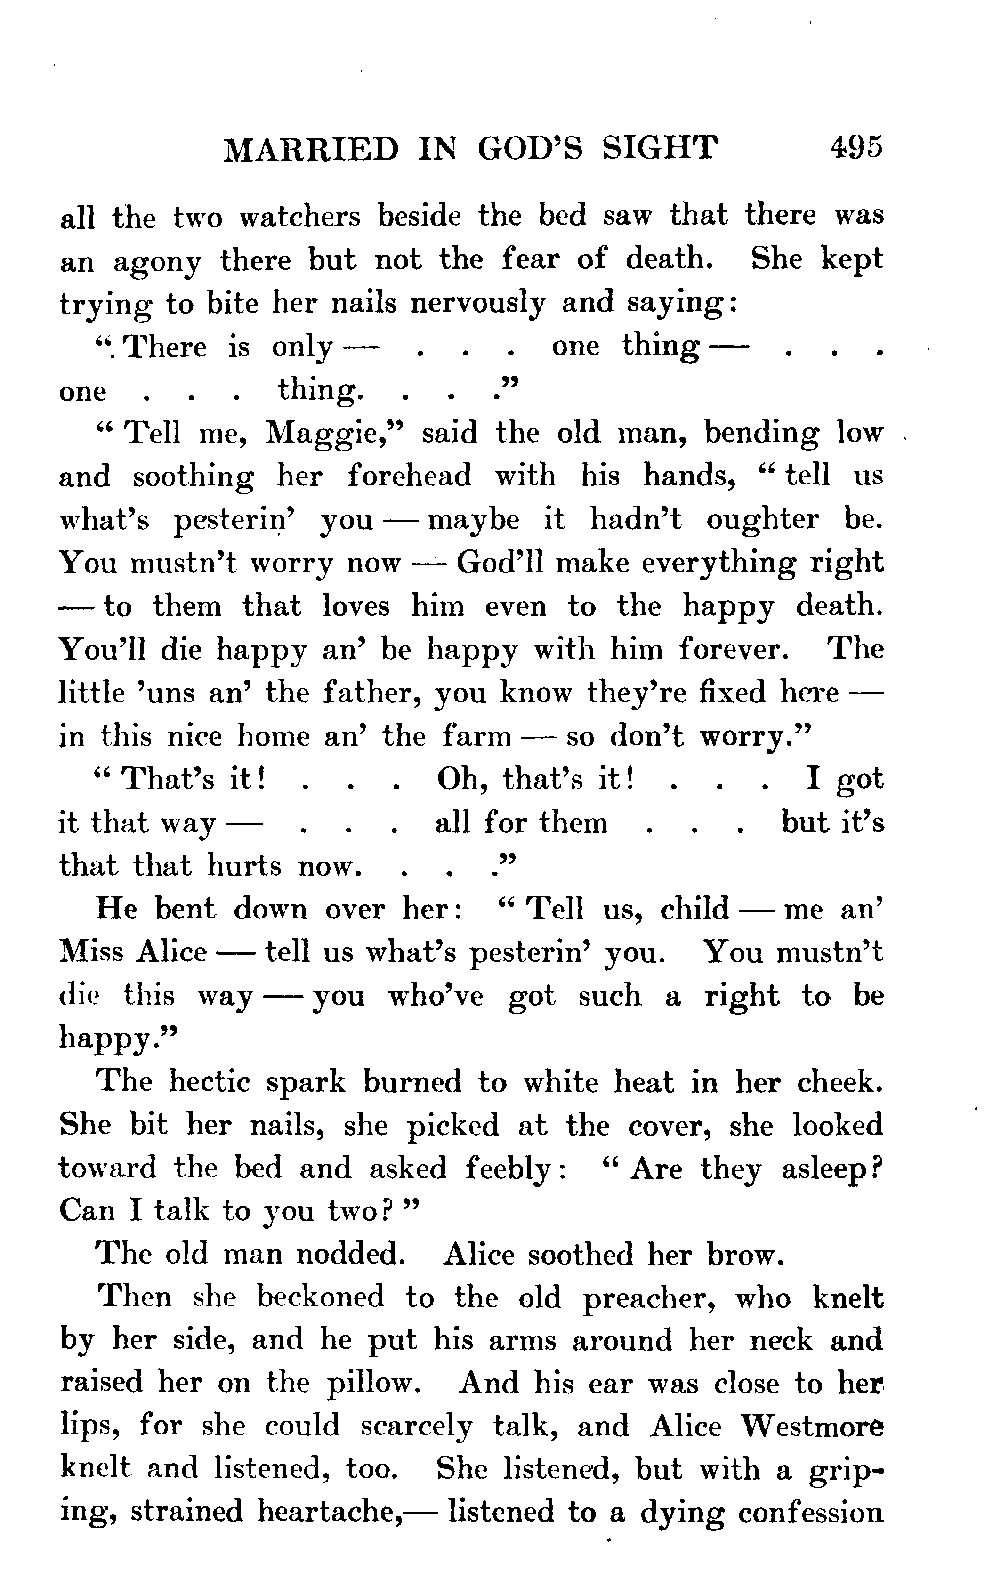 MARRIED IN GOD'S SIGHT 495
all the two watchers beside the bed saw that there was
an agony there but not the fear of death. She kept
trying to bite her nails nervously and saying:
“ There is only — . . . one thing — . . .
one . . . thing. . . .”
“ Tell me, Maggie,” said the old man, bending low
and soothing her forehead with his hands, “ tell us
what's pesterin' you — maybe it hadn't oughter be.
You mustn't worry now — God'll make everything right
— to them that loves him even to the happy death.
You'll die happy an' be happy with him forever. The
little 'uns an' the father, you know they're fixed here —
in this nice home an' the farm — so don't worry.”
“ That's it! . . . Oh, that's it! . . . I got
it that way — . . . all for them . . . but it's
that that hurts now. . . .”
He bent down over her: “ Tell us, child — me an'
Miss Alice — tell us what's pesterin' you. You mustn't
die this way — you who've got such a right to be
happy.”
The hectic spark burned to white heat in her cheek.
She bit her nails, she picked at the cover, she looked
toward the bed and asked feebly: “ Are they asleep?
Can I talk to you two? ”
The old man nodded. Alice soothed her brow.
Then she beckoned to the old preacher, who knelt
by her side, and he put his arms around her neck and
raised her on the pillow. And his ear was close to her
lips, for she could scarcely talk, and Alice Westmore
knelt and listened, too. She listened, but with a grip-
ing, strained heartache,— listened to a dying confession